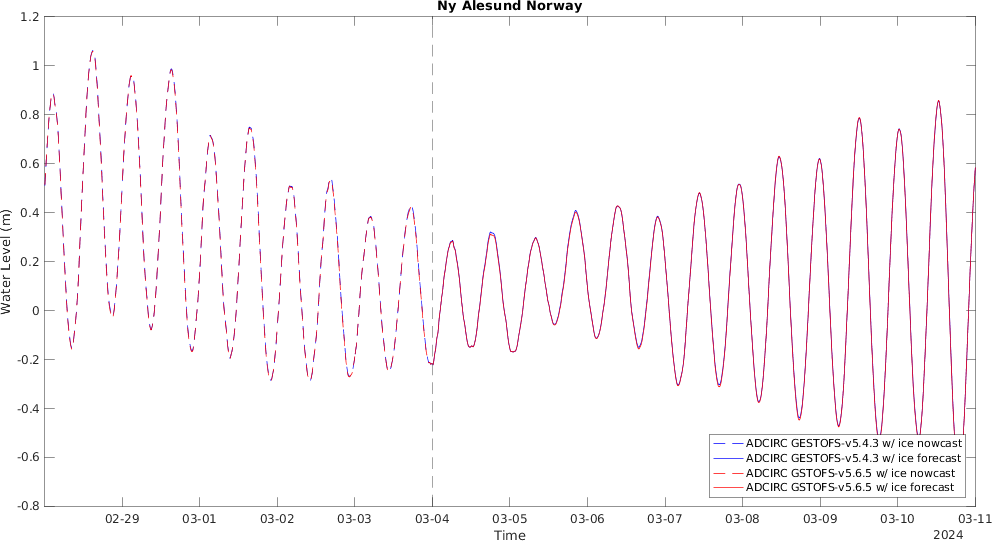 Ny Alesund Norway
1.2
1
0.8
0.6
0.4
0.2
0
-0.2
-0.4
-0.6
-0.8
Water Level (m)
ADCIRC GESTOFS-v5.4.3 w/ ice nowcast
ADCIRC GESTOFS-v5.4.3 w/ ice forecast
ADCIRC GSTOFS-v5.6.5 w/ ice nowcast
ADCIRC GSTOFS-v5.6.5 w/ ice forecast
02-29 03-01 03-02 03-03 03-04 03-05 03-06 03-07 03-08 03-09 03-10 03-11
Time
2024